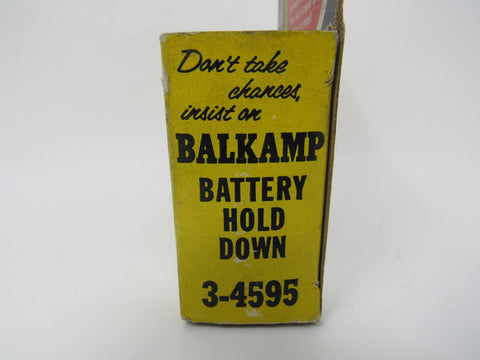 Don't take
chances,
insist on
BALKAMP
BATTERY
HOLD
DOWN
3-4595